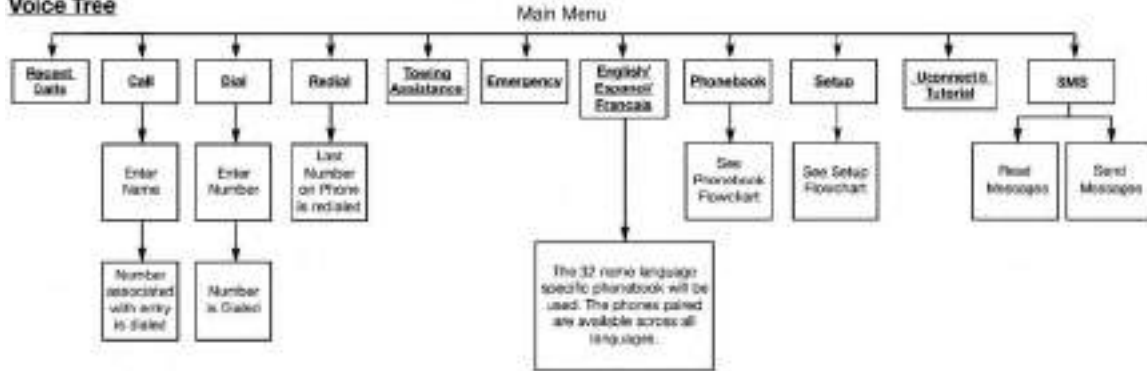 Voice Tree
Main Menu
Recent
Calls
Call
Dial
Redial
Towing
Assistance
Emergency
English/
Espanol/
Francais
Phonebook
Setup
Uconnect®
Tutorial
SMS
Enter
Name
Enter
Number
Last
Number
on Phone
is redialed
See
Phonebook
Flowchart
See Setup
Flowchart
Read
Messages
Send
Messages
Number
associated
with entry
is dialed
Number
is Dialed
The 32 name language
specific phonebook will be
used. The phones paired
are available across all
languages.